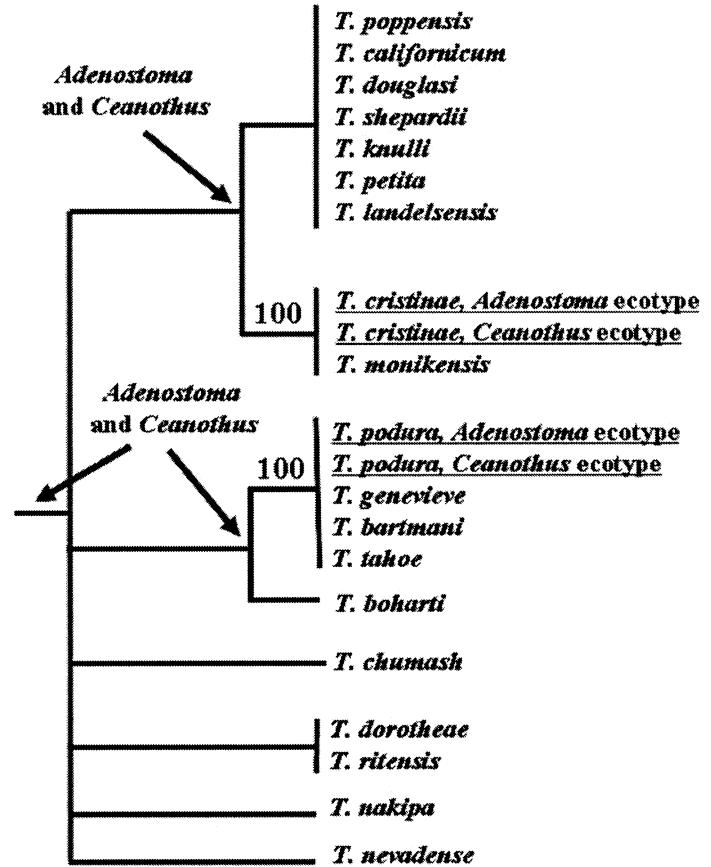 T. poppensis
T. californicum
Adenostoma
and Ceanothus
T. douglasi
T. shepardii
T. knulli
T. petita
T. landelsensis
100
T. cristinae, Adenostoma ecotype
T. cristinae, Ceanothus ecotype
T. monikensis
Adenostoma
and Ceanothus
100
T. podura, Adenostoma ecotype
T. podura, Ceanothus ecotype
T. genevieve
T. bartmani
T. tahoe
T. boharti
T. chumash
T. dorotheae
T. ritensis
T. nakipa
T. nevadense